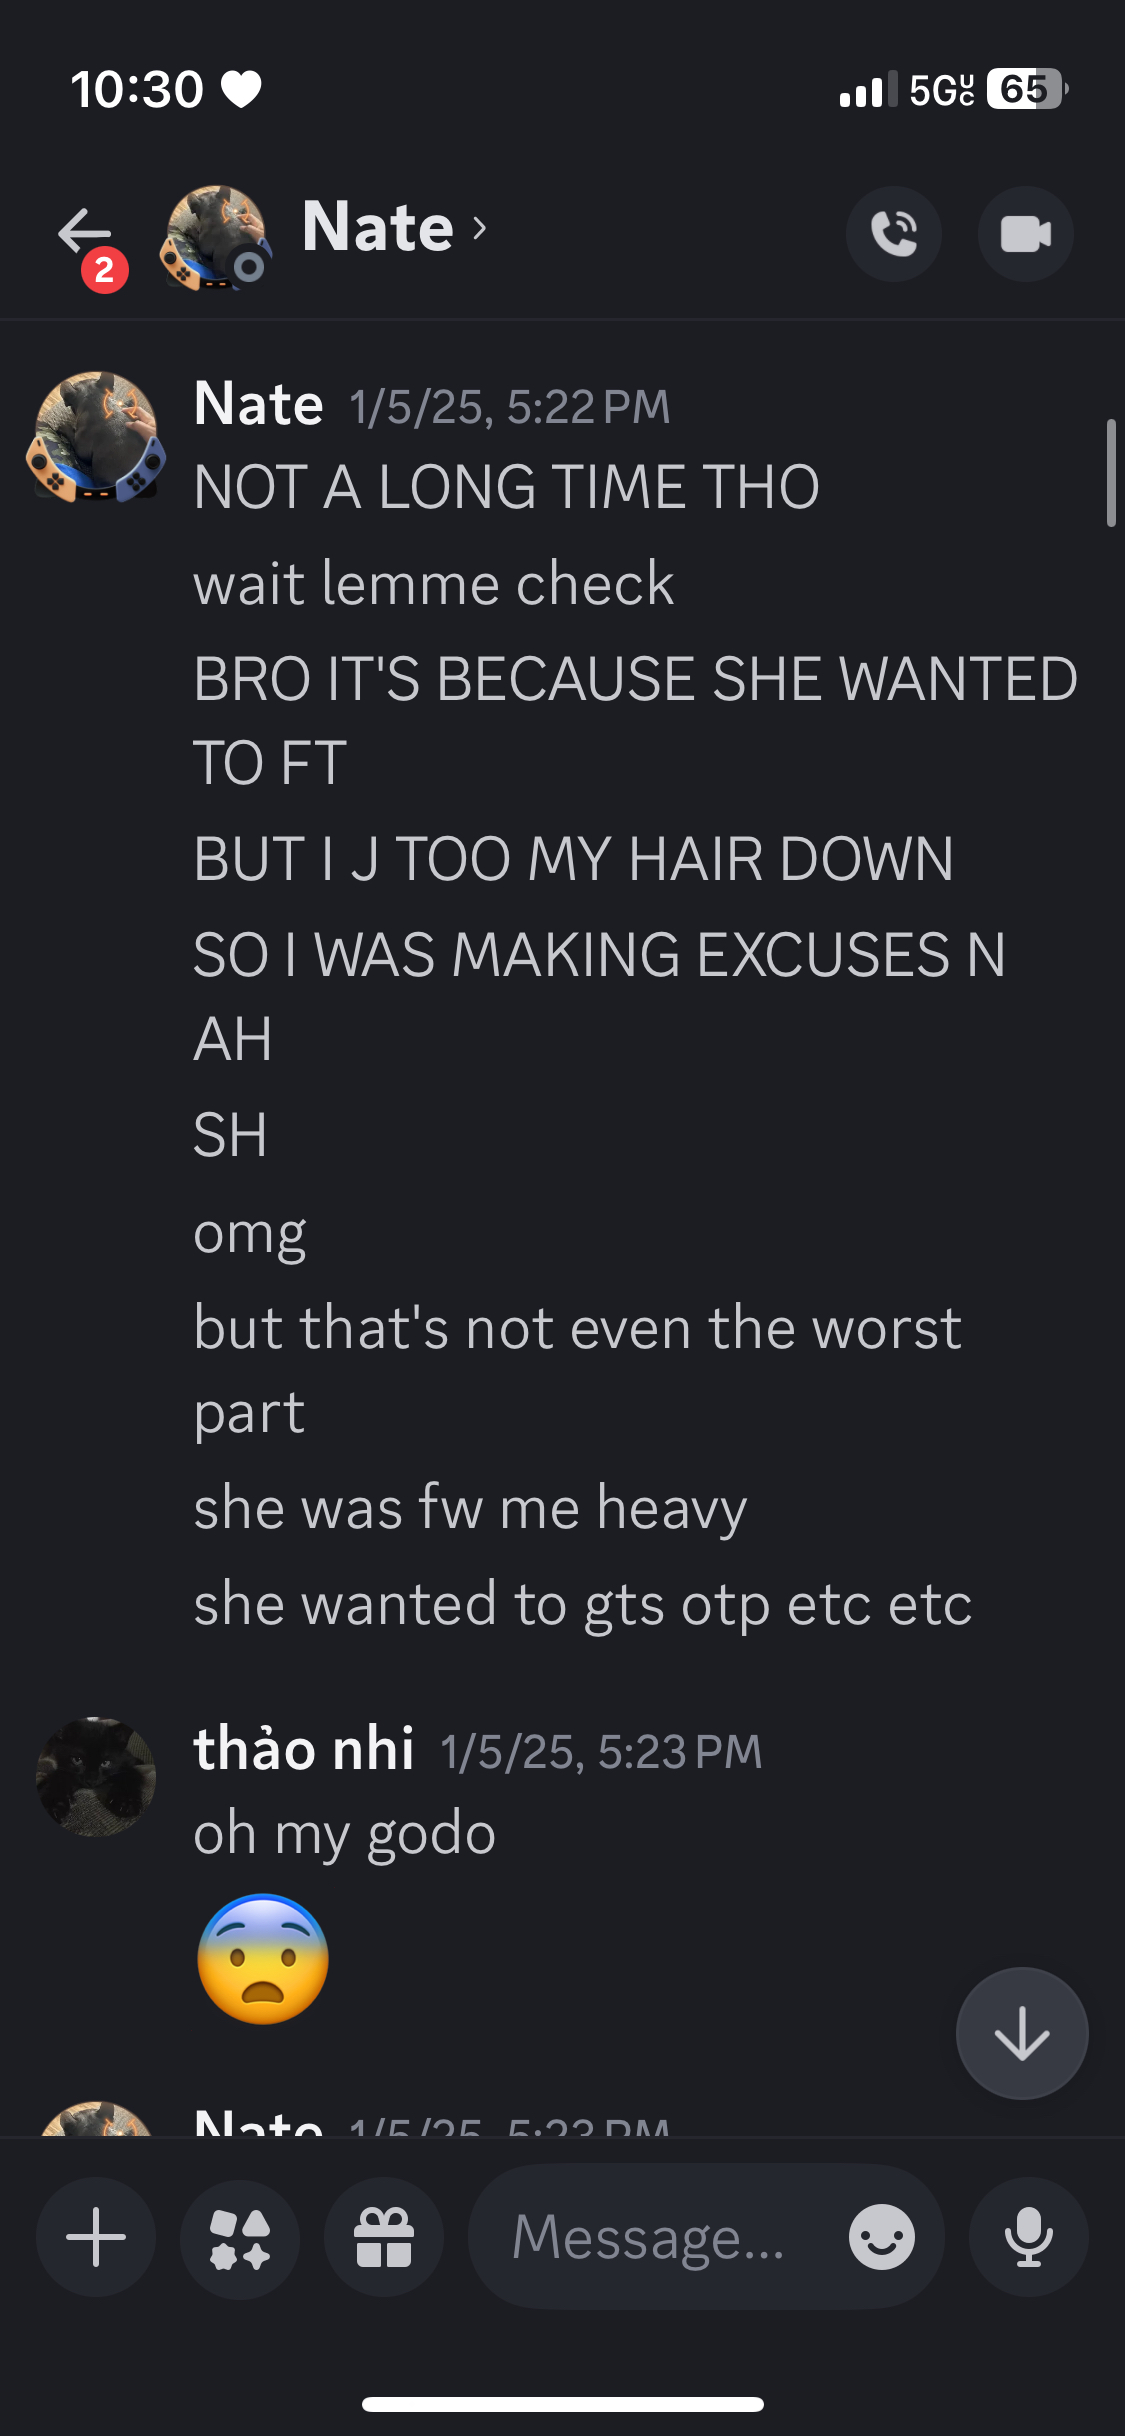 10:30
5GUC 65
2
Nate
Nate 1/5/25, 5:22 PM
NOT A LONG TIME THO
wait lemme check
BRO IT'S BECAUSE SHE WANTED
TO FT
BUT I J TOO MY HAIR DOWN
SO I WAS MAKING EXCUSES N
AH
SH
omg
but that's not even the worst
part
she was fw me heavy
she wanted to gts otp etc etc
thảo nhi 1/5/25, 5:23 PM
oh my godo
Nate 1/5/25, 5:23 PM
Message...